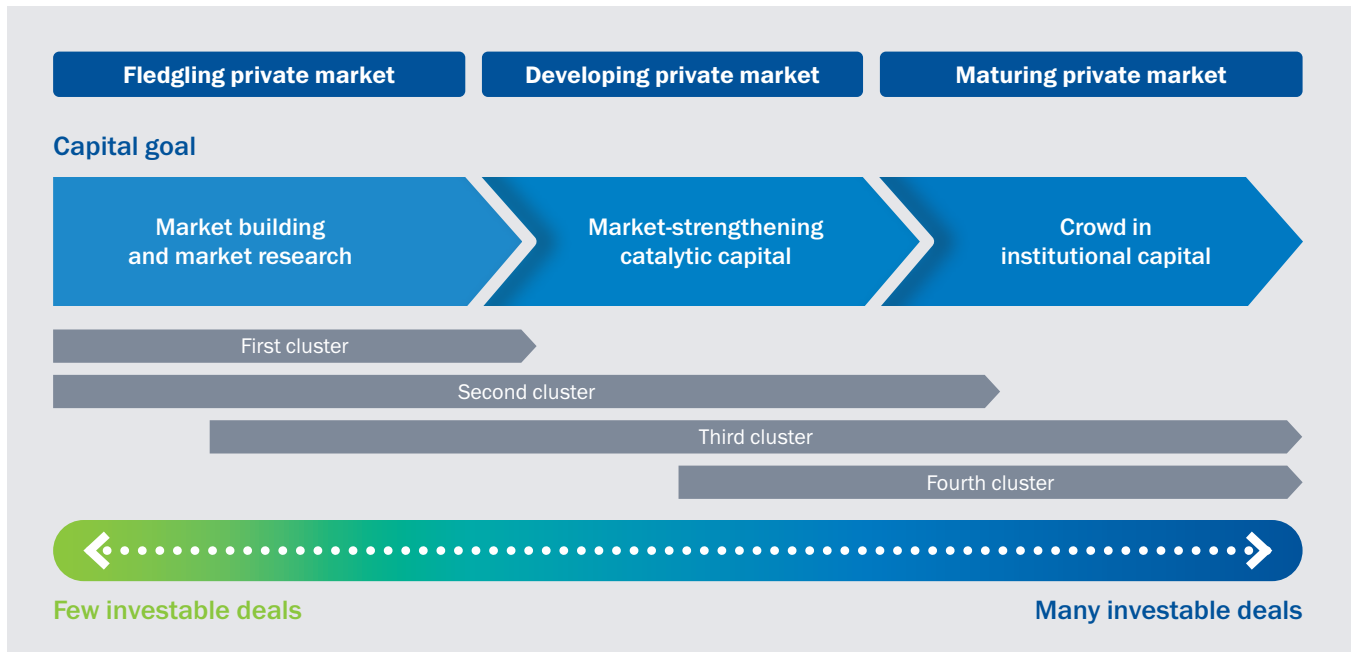 Fledgling private market
Developing private market
Maturing private market
Capital goal
Market building
and market research
Market-strengthening
catalytic capital
Crowd in
institutional capital
First cluster
Second cluster
Third cluster
Fourth cluster
Few investable deals
Many investable deals